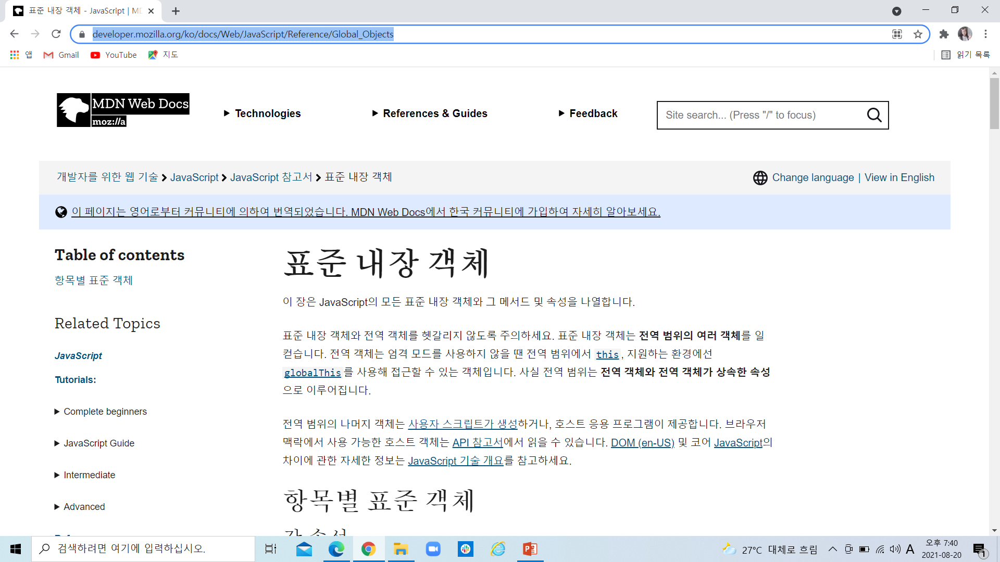 표준 내장 객체 - JavaScript | MD
developer.mozilla.org/ko/docs/Web/JavaScript/Reference/Global_Objects
앱 Gmail YouTube 지도 읽기 목록
MDN Web Docs
moz://a
Technologies References & Guides Feedback Site search... (Press "/" to focus)
개발자를 위한 웹 기술 JavaScript JavaScript 참고서 표준 내장 객체 Change language | View in English
이 페이지는 영어로부터 커뮤니티에 의하여 번역되었습니다. MDN Web Docs에서 한국 커뮤니티에 가입하여 자세히 알아보세요.
Table of contents
항목별 표준 객체
Related Topics
JavaScript
Tutorials:
Complete beginners
JavaScript Guide
Intermediate
Advanced
표준 내장 객체
이 장은 JavaScript의 모든 표준 내장 객체와 그 메서드 및 속성을 나열합니다.
표준 내장 객체와 전역 객체를 헷갈리지 않도록 주의하세요. 표준 내장 객체는 전역 범위의 여러 객체를 일
컫습니다. 전역 객체는 엄격 모드를 사용하지 않을 땐 전역 범위에서 this, 지원하는 환경에선
globalThis를 사용해 접근할 수 있는 객체입니다. 사실 전역 범위는 전역 객체와 전역 객체가 상속한 속성
으로 이루어집니다.
전역 범위의 나머지 객체는 사용자 스크립트가 생성하거나, 호스트 응용 프로그램이 제공합니다. 브라우저
맥락에서 사용 가능한 호스트 객체는 API 참고서에서 읽을 수 있습니다. DOM (en-US) 및 코어 JavaScript의
차이에 관한 자세한 정보는 JavaScript 기술 개요를 참고하세요.
항목별 표준 객체
검색하려면 여기에 입력하십시오.
27°C 대체로 흐림 A
오후 7:40
2021-08-20
1